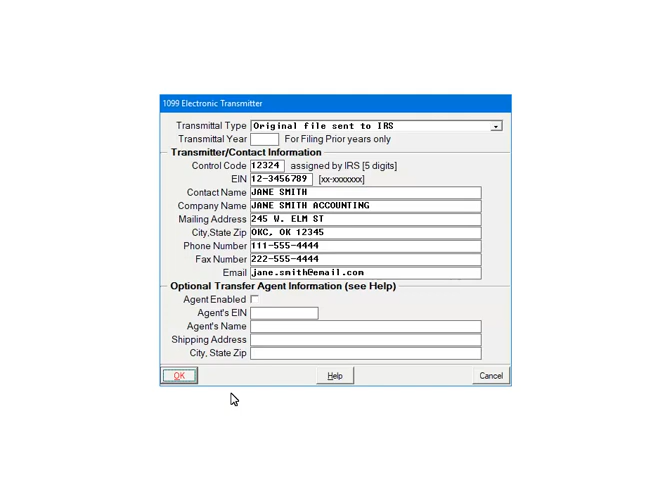 1099 Electronic Transmitter
Transmittal Type Original file sent to IRS
Transmittal Year For Filing Prior years only
Transmitter/Contact Information
Control Code 12324 assigned by IRS [5 digits]
EIN 12-3456789 [xx-xxxxxxx]
Contact Name JANE SMITH
Company Name JANE SMITH ACCOUNTING
Mailing Address 245 W. ELM ST
City,State Zip OKC, OK 12345
Phone Number 111-555-4444
Fax Number 222-555-4444
Email jane.smith@email.com
Optional Transfer Agent Information (see Help)
Agent Enabled
Agent's EIN
Agent's Name
Shipping Address
City, State Zip
OK Help Cancel